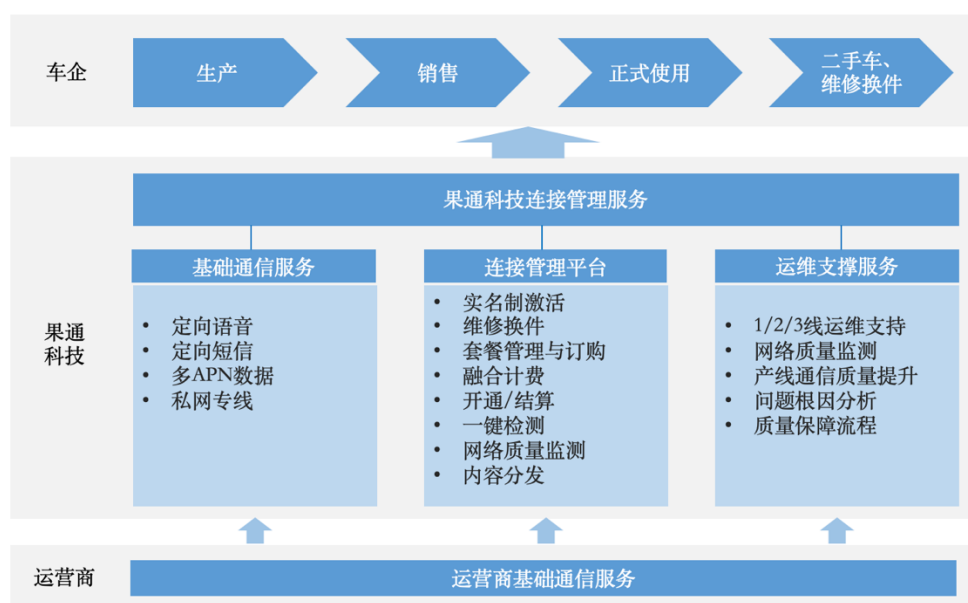 车企
生产
销售
正式使用
二手车、
维修换件
果通
科技
果通科技连接管理服务
基础通信服务
• 定向语音
• 定向短信
• 多APN数据
• 私网专线
连接管理平台
• 实名制激活
• 维修换件
• 套餐管理与订购
• 融合计费
• 开通/结算
• 一键检测
• 网络质量监测
• 内容分发
运维支撑服务
• 1/2/3线运维支持
• 网络质量监测
• 产线通信质量提升
• 问题根因分析
• 质量保障流程
运营商
运营商基础通信服务